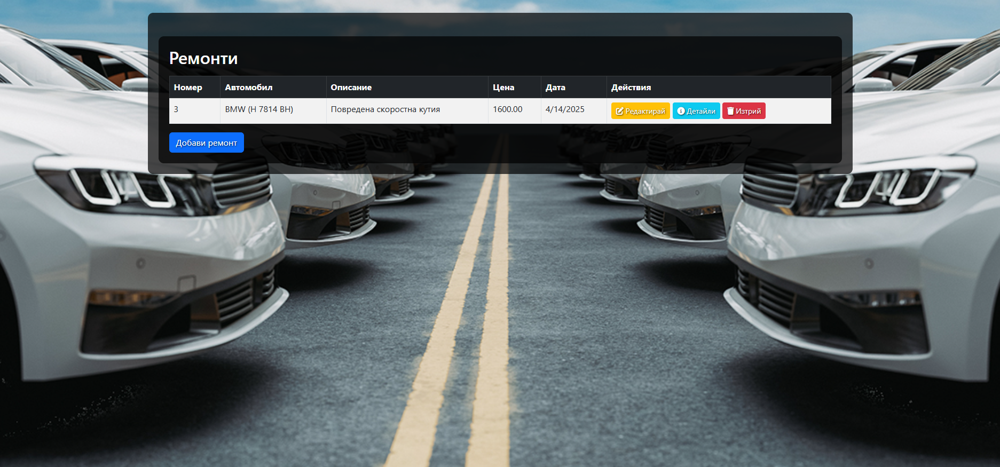 Ремонти
Номер Автомобил Описание Цена Дата Действия
3 BMW (H 7814 BH) Повредена скоростна кутия 1600.00 4/14/2025 Редактирай Детайли Изтрий
Добави ремонт